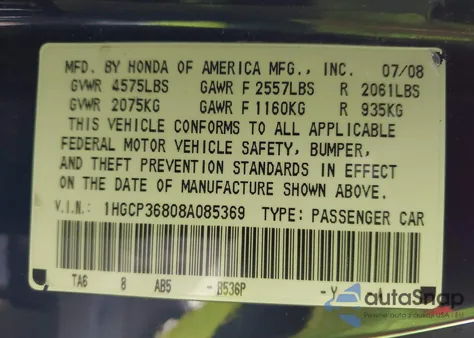 MFD. BY HONDA OF AMERICA MFG., INC. 07/08
GVWR 4575LBS GAWR F 2557LBS R 2061LBS
GVWR 2075KG GAWR F 1160KG R 935KG
THIS VEHICLE CONFORMS TO ALL APPLICABLE
FEDERAL MOTOR VEHICLE SAFETY, BUMPER,
AND THEFT PREVENTION STANDARDS IN EFFECT
ON THE DATE OF MANUFACTURE SHOWN ABOVE.
V.I.N.: 1HGCP36808A085369 TYPE: PASSENGER CAR
TA6 0 AB5 - B536P - Y
autoSnap